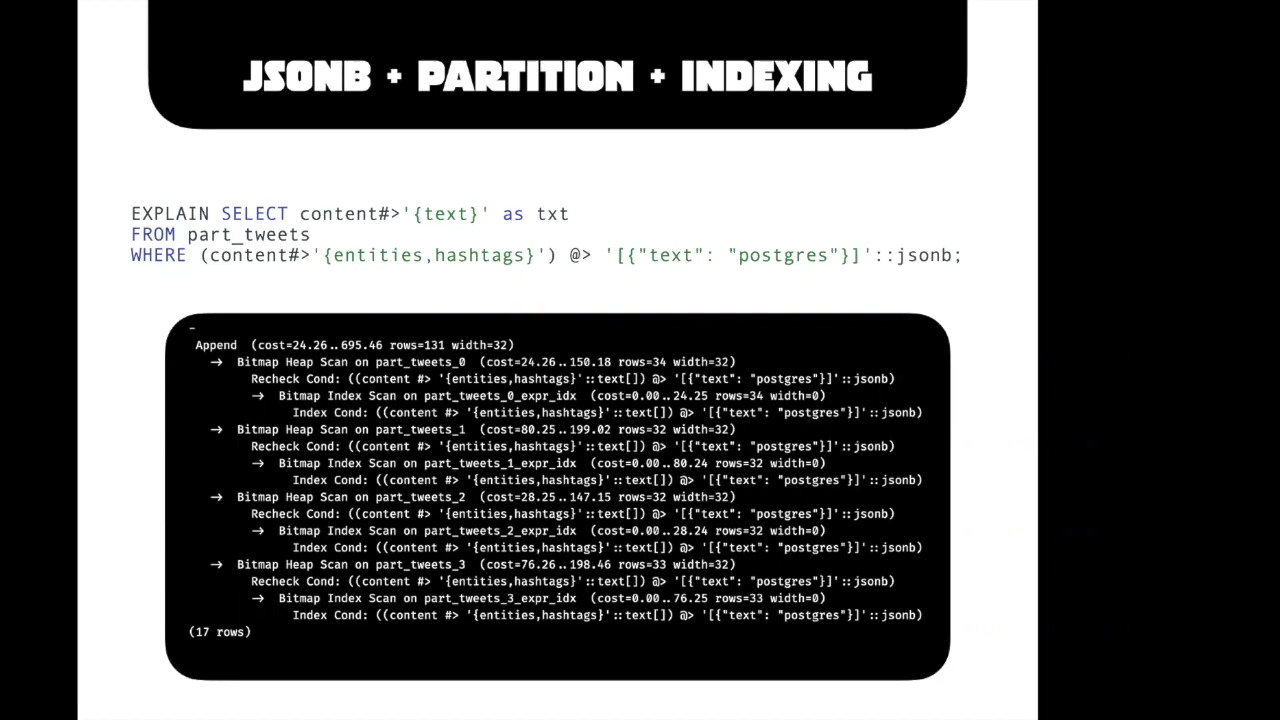 JSONB + PARTITION + INDEXING
EXPLAIN SELECT content#>'{text}' as txt
FROM part_tweets
WHERE (content#>'{entities,hashtags}') @> '[{"text": "postgres"}]'::jsonb;
Append (cost=24.26..695.46 rows=131 width=32)
→ Bitmap Heap Scan on part_tweets_0 (cost=24.26..150.18 rows=34 width=32)
Recheck Cond: ((content #> '{entities,hashtags}'::text[]) @> '[{"text": "postgres"}]'::jsonb)
→ Bitmap Index Scan on part_tweets_0_expr_idx (cost=0.00..24.25 rows=34 width=0)
Index Cond: ((content #> '{entities,hashtags}'::text[]) @> '[{"text": "postgres"}]'::jsonb)
→ Bitmap Heap Scan on part_tweets_1 (cost=80.25..199.02 rows=32 width=32)
Recheck Cond: ((content #> '{entities,hashtags}'::text[]) @> '[{"text": "postgres"}]'::jsonb)
→ Bitmap Index Scan on part_tweets_1_expr_idx (cost=0.00..80.24 rows=32 width=0)
Index Cond: ((content #> '{entities,hashtags}'::text[]) @> '[{"text": "postgres"}]'::jsonb)
→ Bitmap Heap Scan on part_tweets_2 (cost=28.25..147.15 rows=32 width=32)
Recheck Cond: ((content #> '{entities,hashtags}'::text[]) @> '[{"text": "postgres"}]'::jsonb)
→ Bitmap Index Scan on part_tweets_2_expr_idx (cost=0.00..28.24 rows=32 width=0)
Index Cond: ((content #> '{entities,hashtags}'::text[]) @> '[{"text": "postgres"}]'::jsonb)
→ Bitmap Heap Scan on part_tweets_3 (cost=76.26..198.46 rows=33 width=32)
Recheck Cond: ((content #> '{entities,hashtags}'::text[]) @> '[{"text": "postgres"}]'::jsonb)
→ Bitmap Index Scan on part_tweets_3_expr_idx (cost=0.00..76.25 rows=33 width=0)
Index Cond: ((content #> '{entities,hashtags}'::text[]) @> '[{"text": "postgres"}]'::jsonb)
(17 rows)